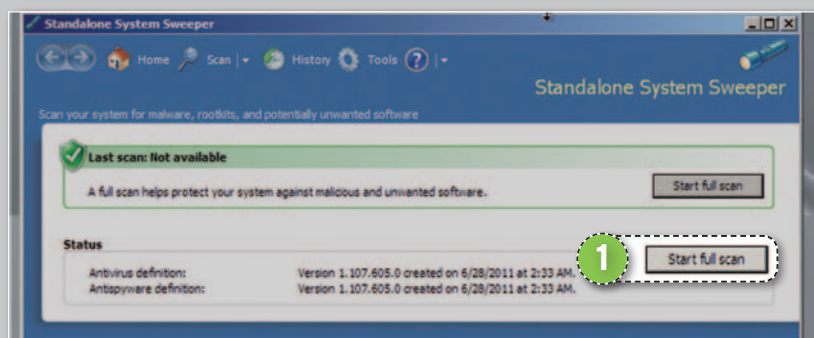 Standalone System Sweeper
Home Scan History Tools ?
Standalone System Sweeper
Scan your system for malware, rootkits, and potentially unwanted software
Last scan: Not available
A full scan helps protect your system against malicious and unwanted software.
Start full scan
Status
1 Start full scan
Antivirus definition: Version 1.107.605.0 created on 6/28/2011 at 2:33 AM.
Antispyware definition: Version 1.107.605.0 created on 6/28/2011 at 2:33 AM.